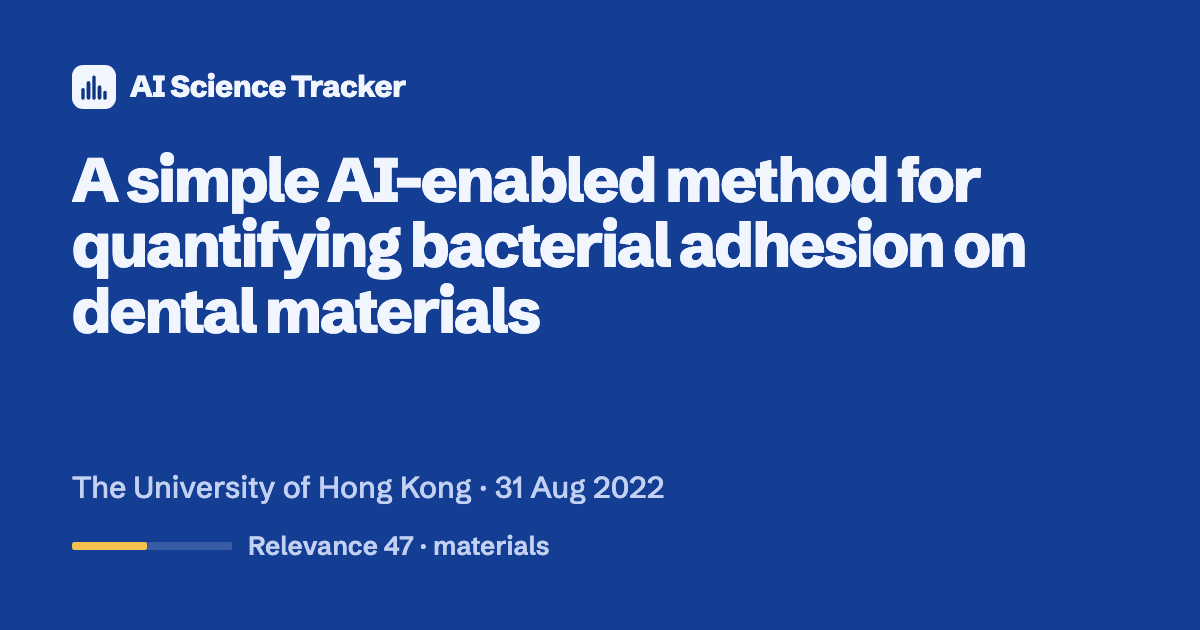 AI Science Tracker
A simple AI-enabled method for
quantifying bacterial adhesion on
dental materials
The University of Hong Kong · 31 Aug 2022
Relevance 47 · materials